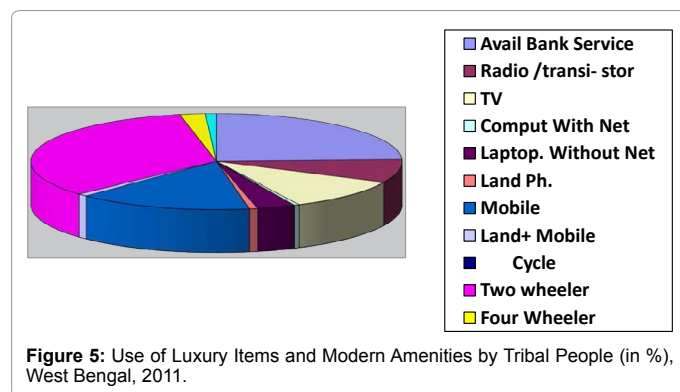 Avail Bank Service
Radio /transi- stor
TV
Comput With Net
Laptop. Without Net
Land Ph.
Mobile
Land+ Mobile
Cycle
Two wheeler
Four Wheeler
Figure 5: Use of Luxury Items and Modern Amenities by Tribal People (in %),
West Bengal, 2011.